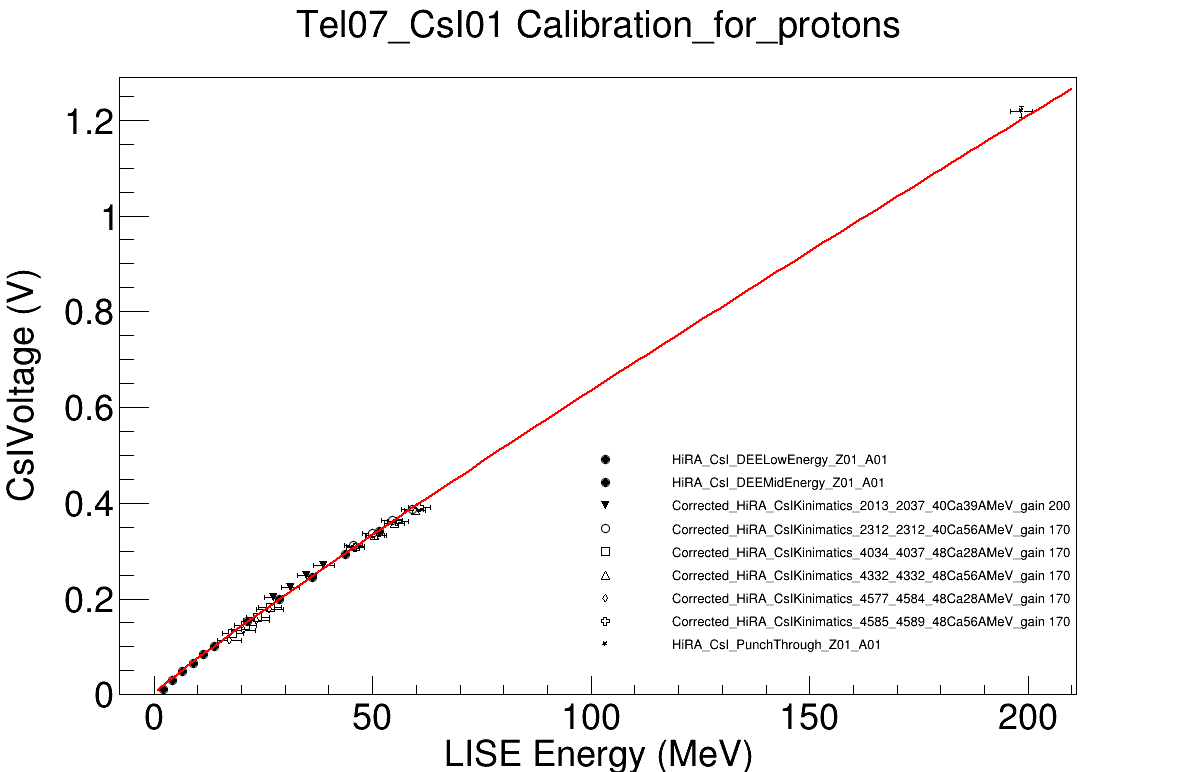 Tel07_CsI01 Calibration_for_protons
CsIVoltage (V)
1.2
1
0.8
0.6
0.4
0.2
0
HiRA_CsI_DEELowEnergy_Z01_A01
HiRA_CsI_DEEMidEnergy_Z01_A01
Corrected_HiRA_CsIKinimatics_2013_2037_40Ca39AMeV_gain 200
Corrected_HiRA_CsIKinimatics_2312_2312_40Ca56AMeV_gain 170
Corrected_HiRA_CsIKinimatics_4034_4037_48Ca28AMeV_gain 170
Corrected_HiRA_CsIKinimatics_4332_4332_48Ca56AMeV_gain 170
Corrected_HiRA_CsIKinimatics_4577_4584_48Ca28AMeV_gain 170
Corrected_HiRA_CsIKinimatics_4585_4589_48Ca56AMeV_gain 170
HiRA_CsI_PunchThrough_Z01_A01
0 50 100 150 200
LISE Energy (MeV)